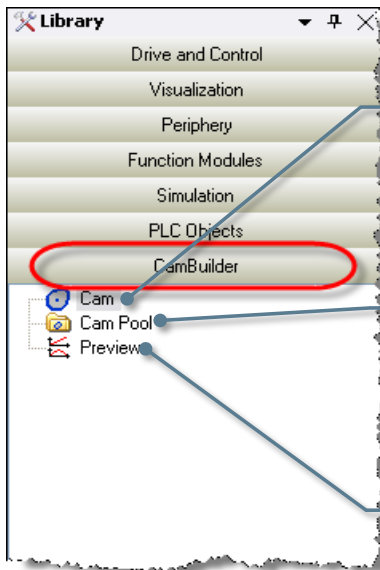 Library
Drive and Control
Visualization
Periphery
Function Modules
Simulation
PLC Objects
CamBuilder
Cam
Cam Pool
Preview